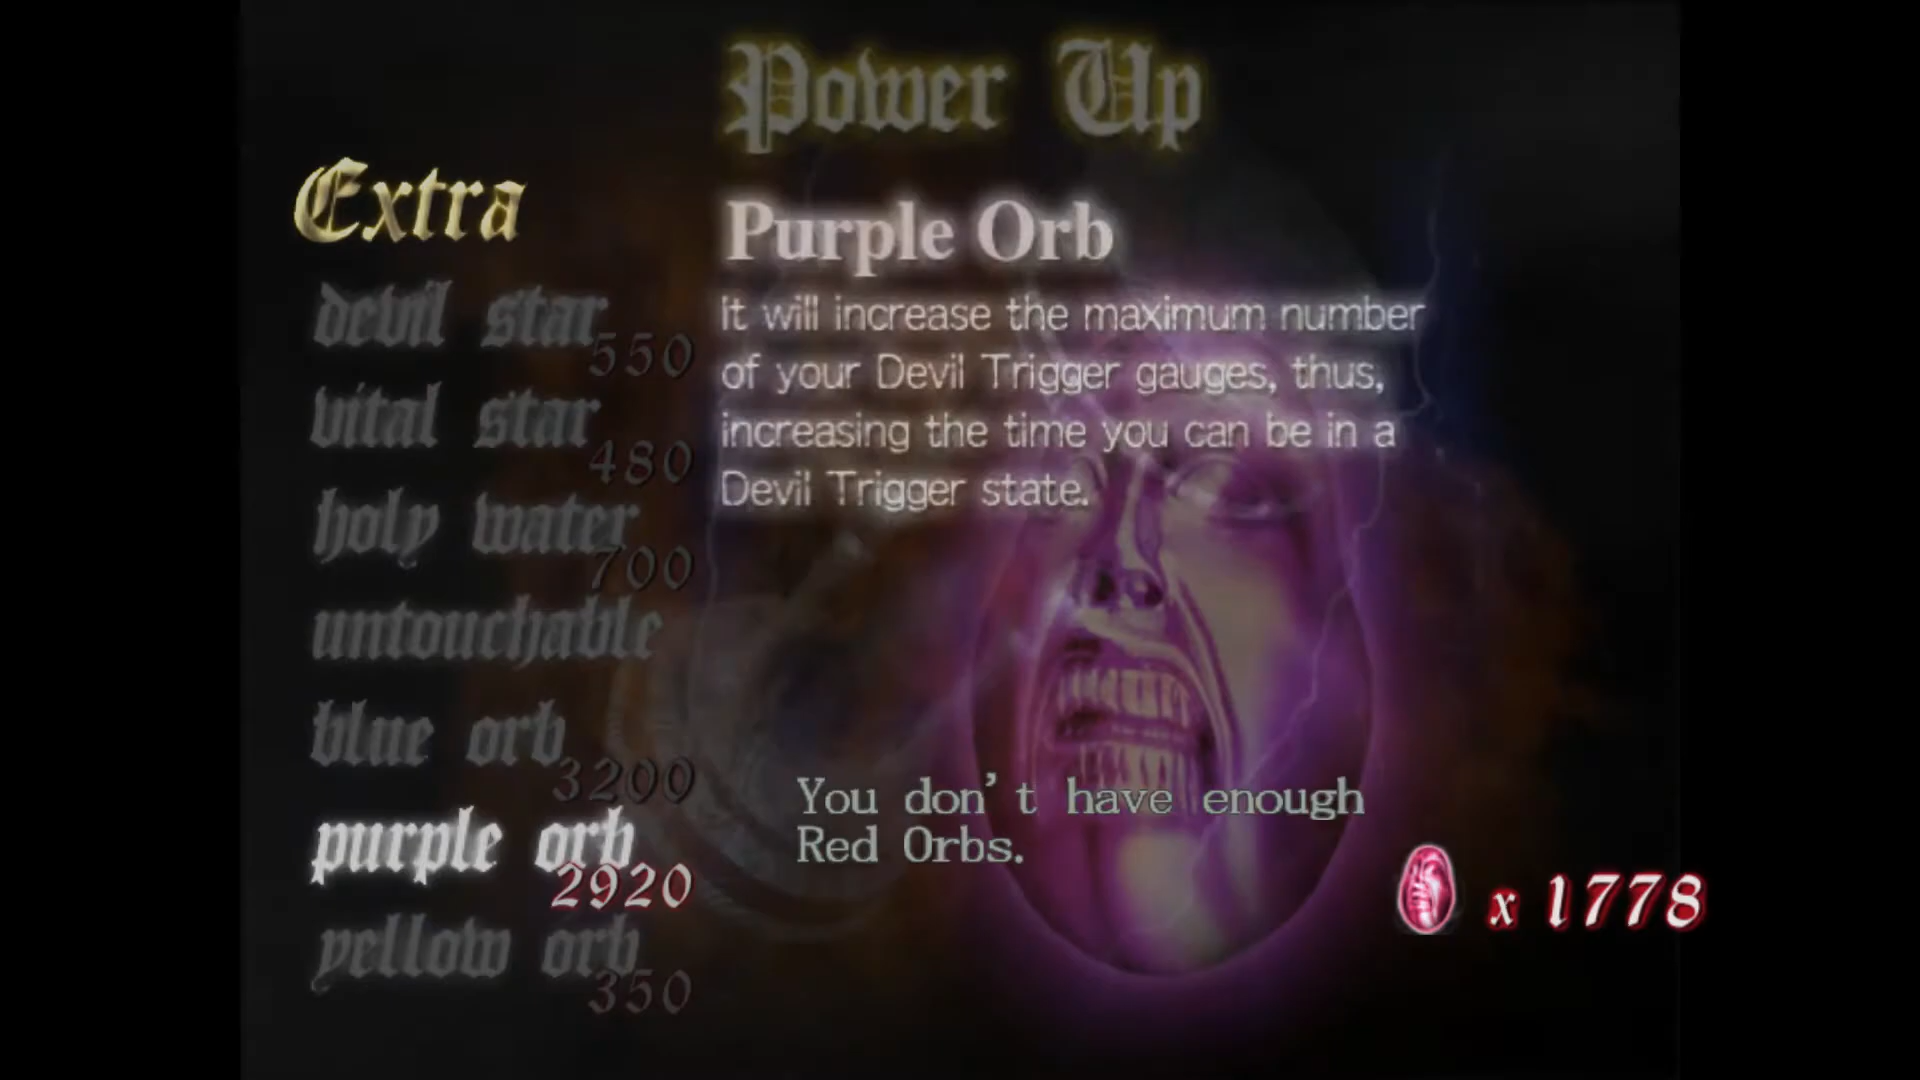 Power Up
Extra
devil star
550
vital star
480
holy water
700
untouchable
blue orb
3200
purple orb
2920
yellow orb
350
Purple Orb
It will increase the maximum number
of your Devil Trigger gauges, thus,
increasing the time you can be in a
Devil Trigger state.
You don't have enough
Red Orbs.
x 1778